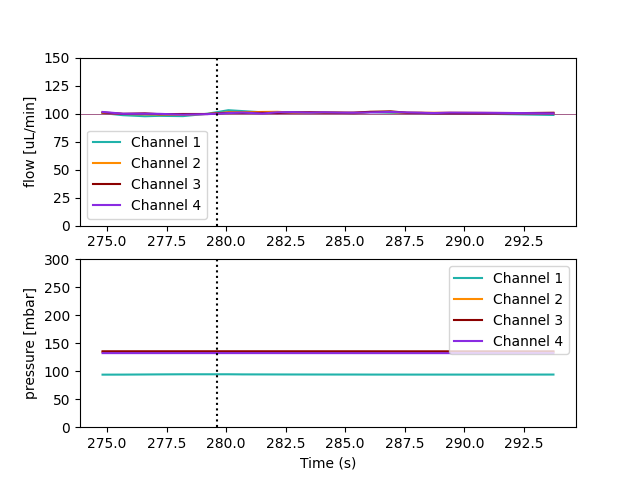 150
125
100
75
50
25
0
flow [uL/min]
Channel 1
Channel 2
Channel 3
Channel 4
275.0 277.5 280.0 282.5 285.0 287.5 290.0 292.5
300
250
200
150
100
50
0
pressure [mbar]
Channel 1
Channel 2
Channel 3
Channel 4
275.0 277.5 280.0 282.5 285.0 287.5 290.0 292.5
Time (s)